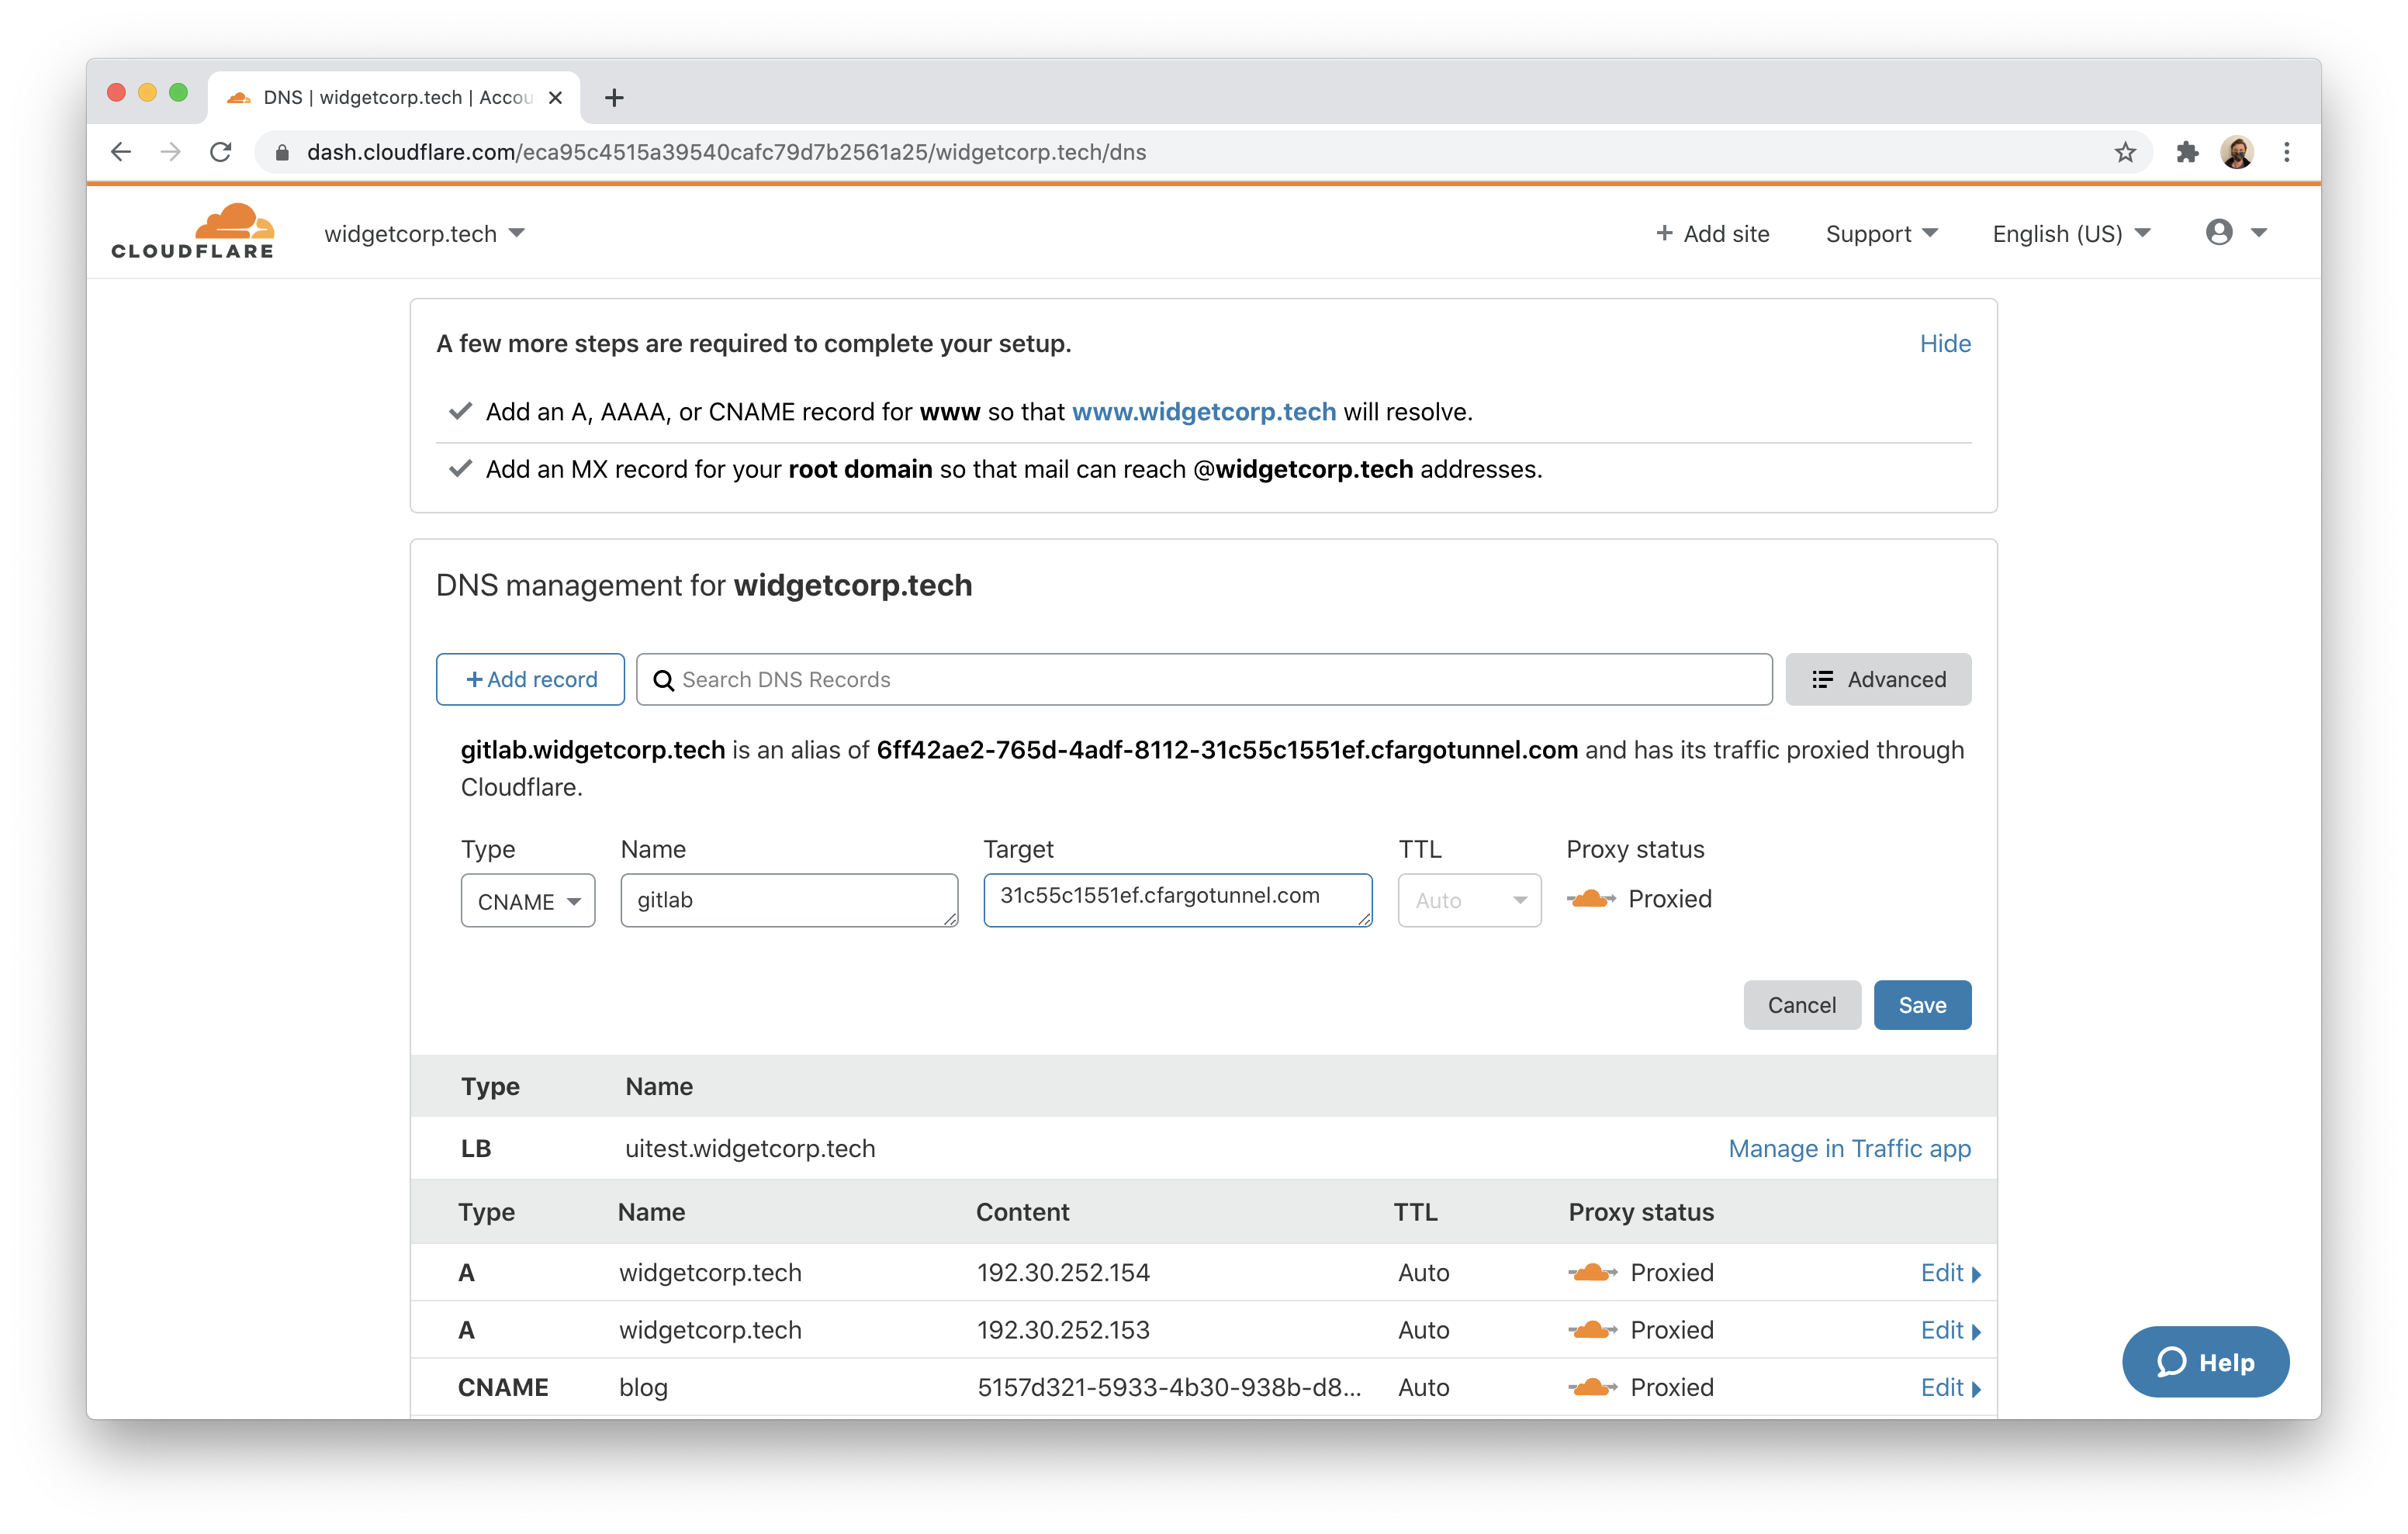 DNS | widgetcorp.tech | Accou
dash.cloudflare.com/eca95c4515a39540cafc79d7b2561a25/widgetcorp.tech/dns
CLOUDFLARE
widgetcorp.tech
+ Add site
Support
English (US)
A few more steps are required to complete your setup.
Hide
Add an A, AAAA, or CNAME record for www so that www.widgetcorp.tech will resolve.
Add an MX record for your root domain so that mail can reach @widgetcorp.tech addresses.
DNS management for widgetcorp.tech
+ Add record
Search DNS Records
Advanced
gitlab.widgetcorp.tech is an alias of 6ff42ae2-765d-4adf-8112-31c55c1551ef.cfargotunnel.com and has its traffic proxied through
Cloudflare.
Type Name Target TTL Proxy status
CNAME gitlab 31c55c1551ef.cfargotunnel.com Auto Proxied
Cancel Save
Type Name
LB uitest.widgetcorp.tech Manage in Traffic app
Type Name Content TTL Proxy status
A widgetcorp.tech 192.30.252.154 Auto Proxied Edit
A widgetcorp.tech 192.30.252.153 Auto Proxied Edit
CNAME blog 5157d321-5933-4b30-938b-d8... Auto Proxied Edit
Help